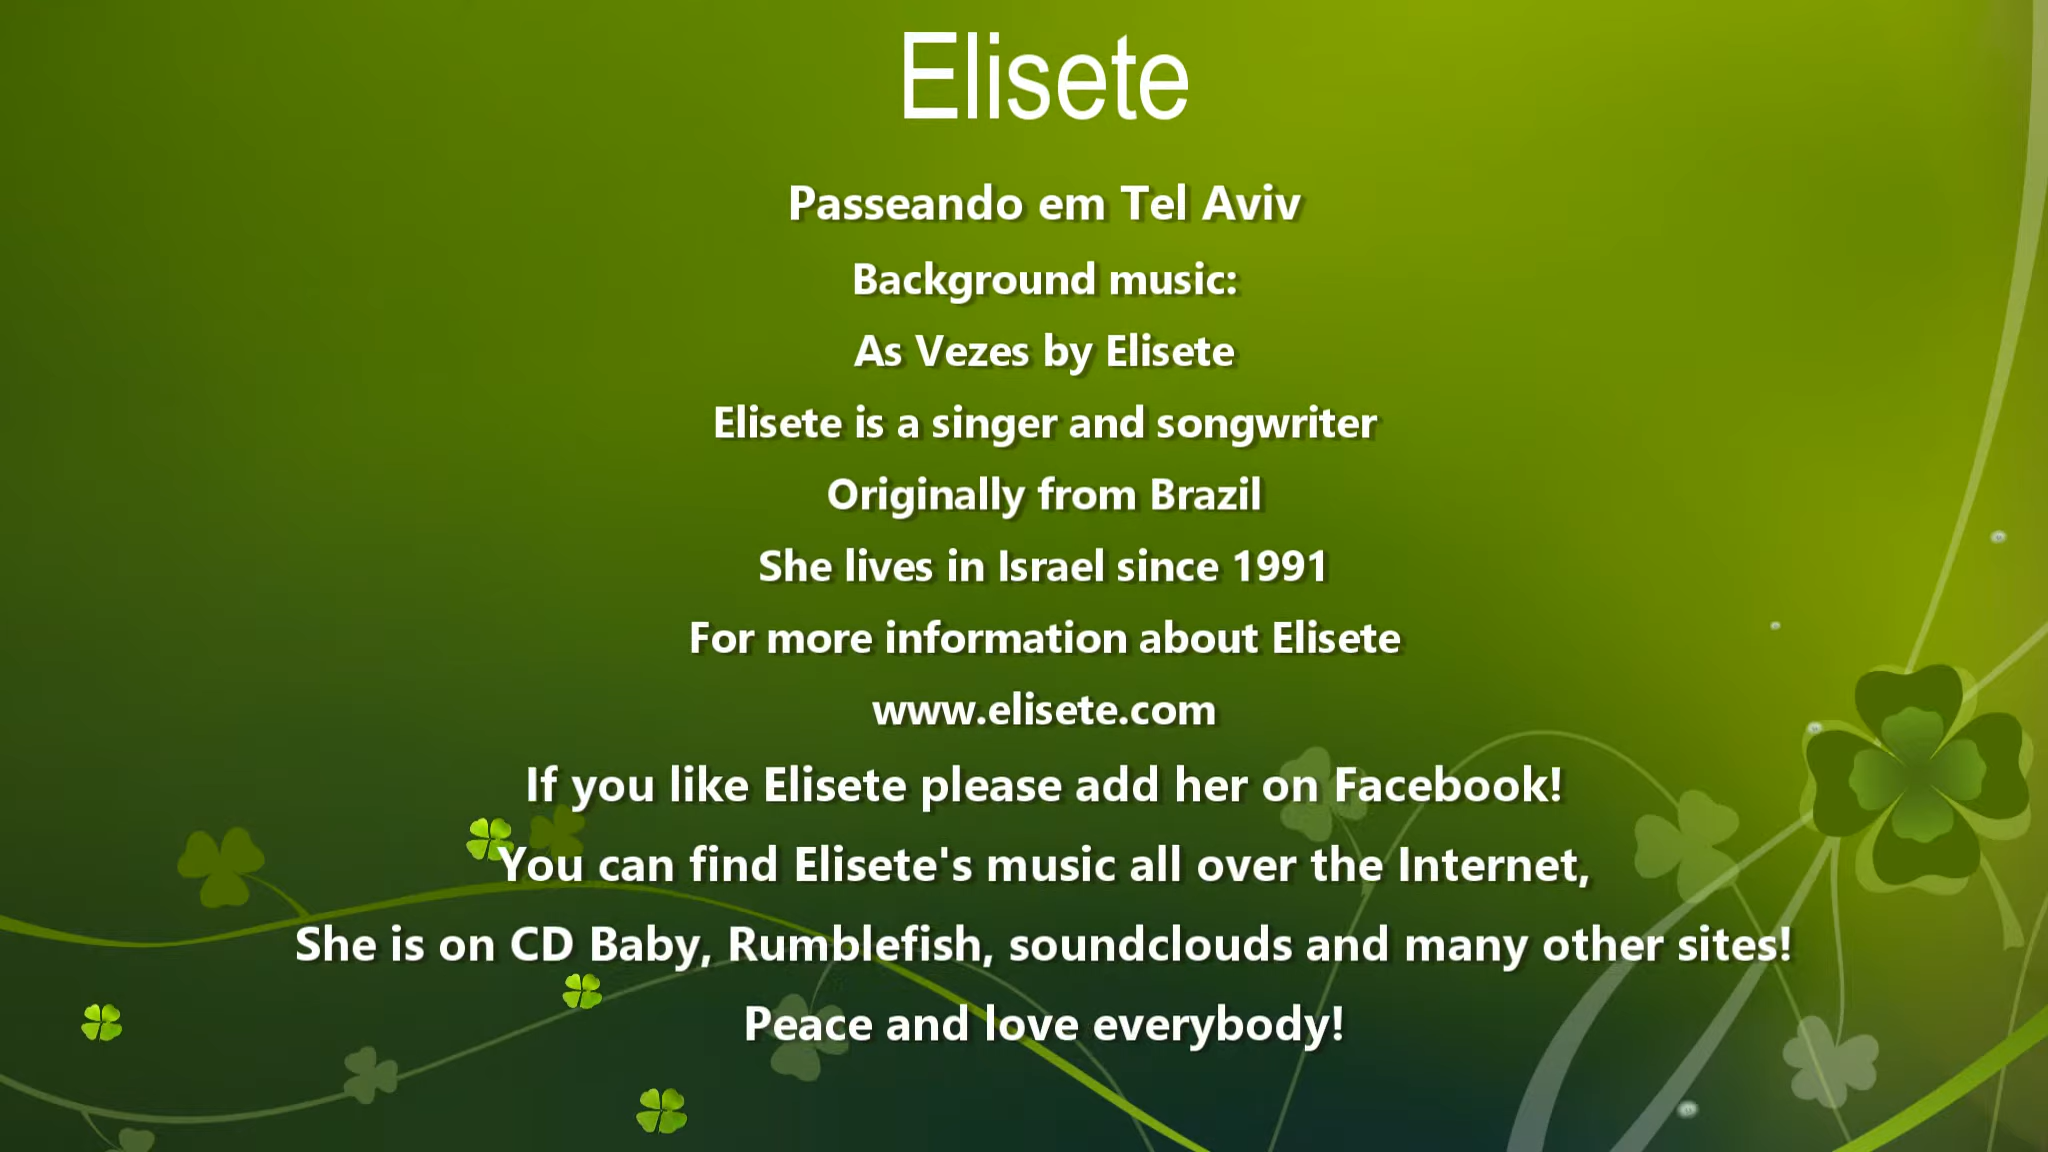 Elisete
Passeando em Tel Aviv
Background music:
As Vezes by Elisete
Elisete is a singer and songwriter
Originally from Brazil
She lives in Israel since 1991
For more information about Elisete
www.elisete.com
If you like Elisete please add her on Facebook!
You can find Elisete's music all over the Internet,
She is on CD Baby, Rumblefish, soundclouds and many other sites!
Peace and love everybody!